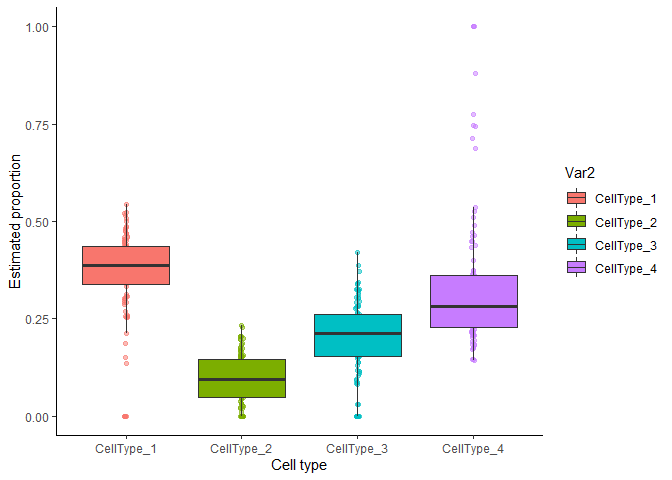 Estimated proportion
1.00
0.75
0.50
0.25
0.00
CellType_1 CellType_2 CellType_3 CellType_4
Cell type
Var2
CellType_1
CellType_2
CellType_3
CellType_4